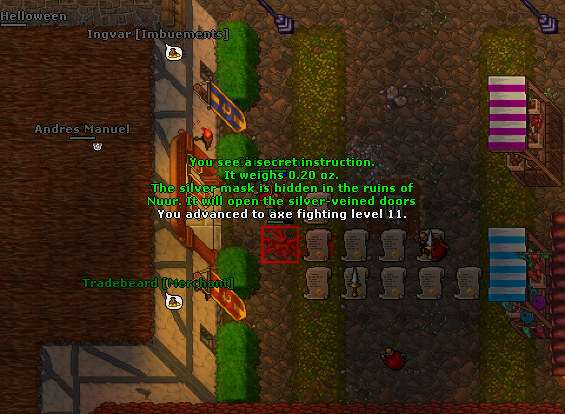 Helloween
Ingvar [Imbuements]
Andres Manuel
You see a secret instruction.
It weighs 0.20 oz.
The silver mask is hidden in the ruins of
Nuur. It will open the silver-veined doors
You advanced to axe fighting level 11.
Tradebeard [Merchant]